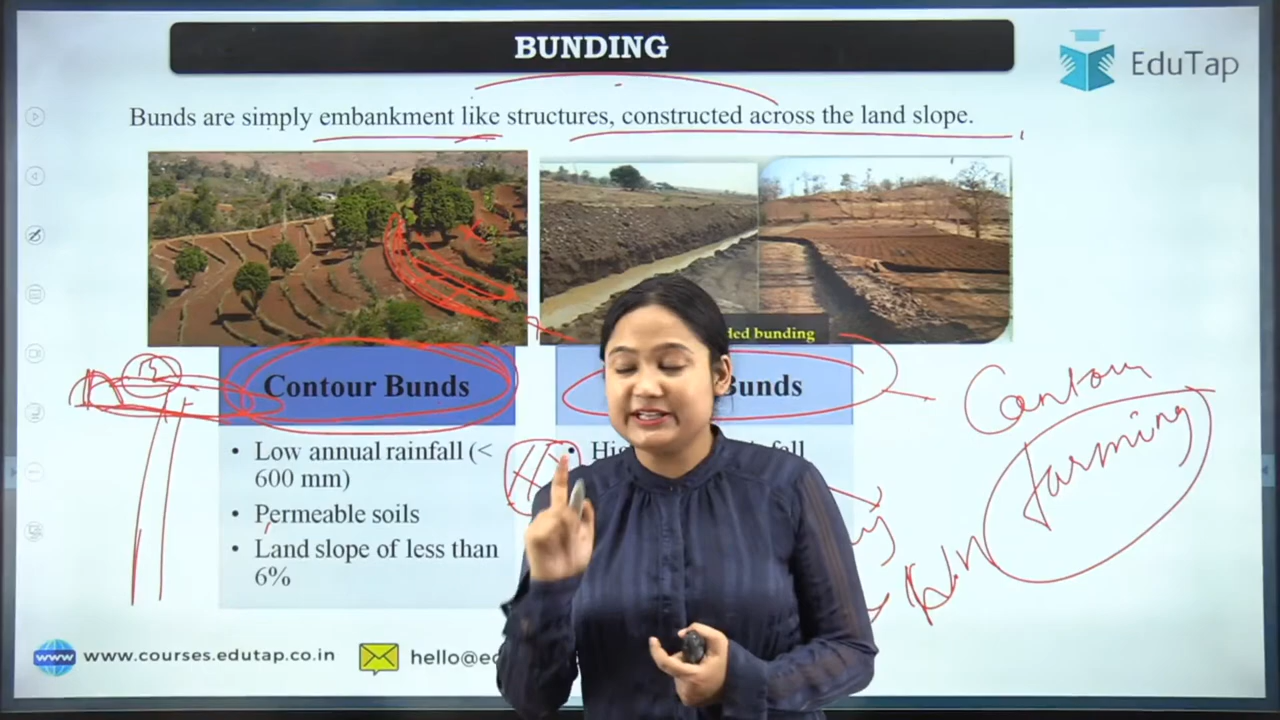 BUNDING
EduTap
Bunds are simply embankment like structures, constructed across the land slope.
ded bunding
Contour Bunds
Bunds
• Low annual rainfall (<
600 mm)
• Permeable soils
• Land slope of less than
6%
Contour
farming
www
www.courses.edutap.co.in